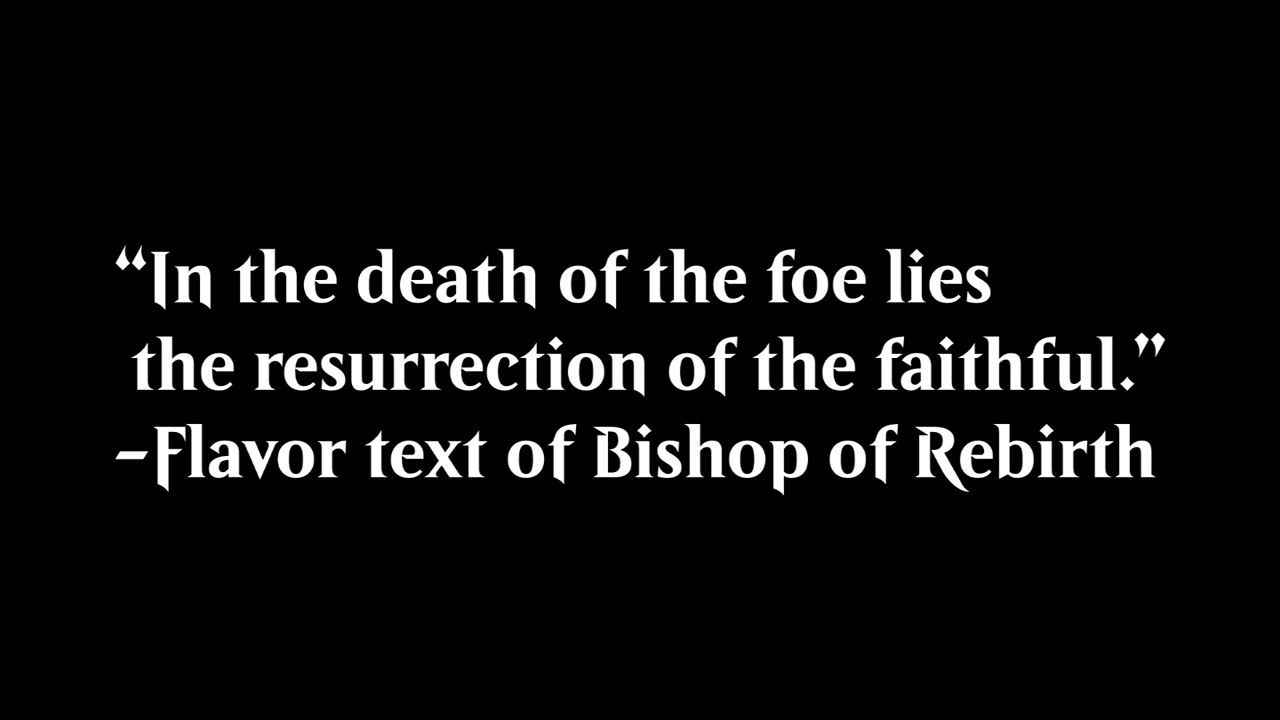 “In the death of the foe lies
the resurrection of the faithful.”
-Flavor text of Bishop of Rebirth